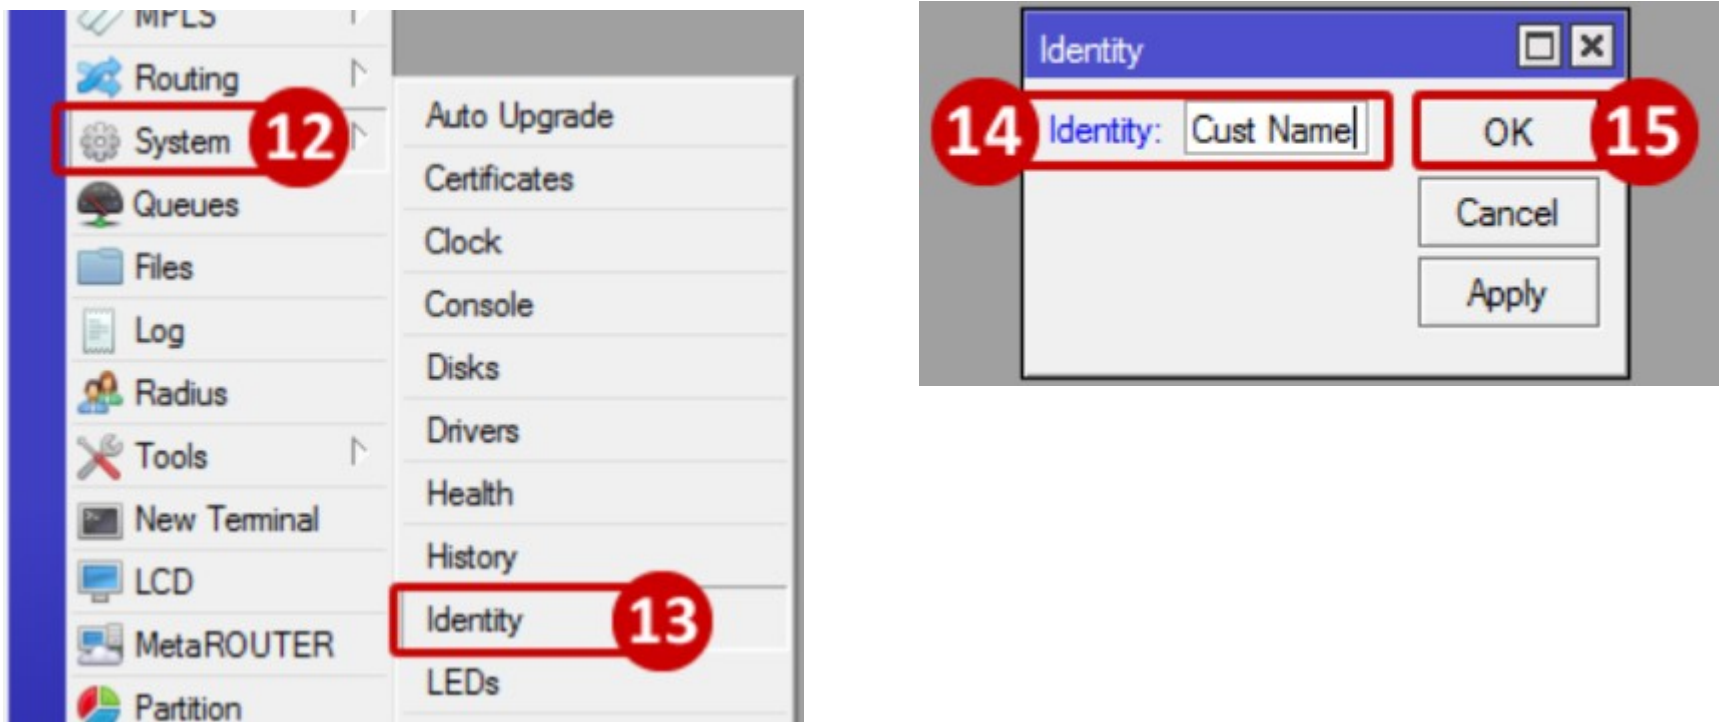 MPLS
Routing
System 12
Queues
Files
Log
Radius
Tools
New Terminal
LCD
MetaROUTER
Partition
Auto Upgrade
Certificates
Clock
Console
Disks
Drivers
Health
History
Identity 13
LEDs
Identity
14 Identity: Cust Name OK 15
Cancel
Apply